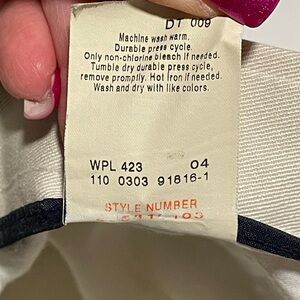 DT 009
Machine wash warm.
Durable press cycle.
Only non-chlorine bleach if needed.
Tumble dry durable press cycle,
remove promptly. Hot iron if needed.
Wash and dry with like colors.
WPL 423 04
110 0303 91816-1
STYLE NUMBER